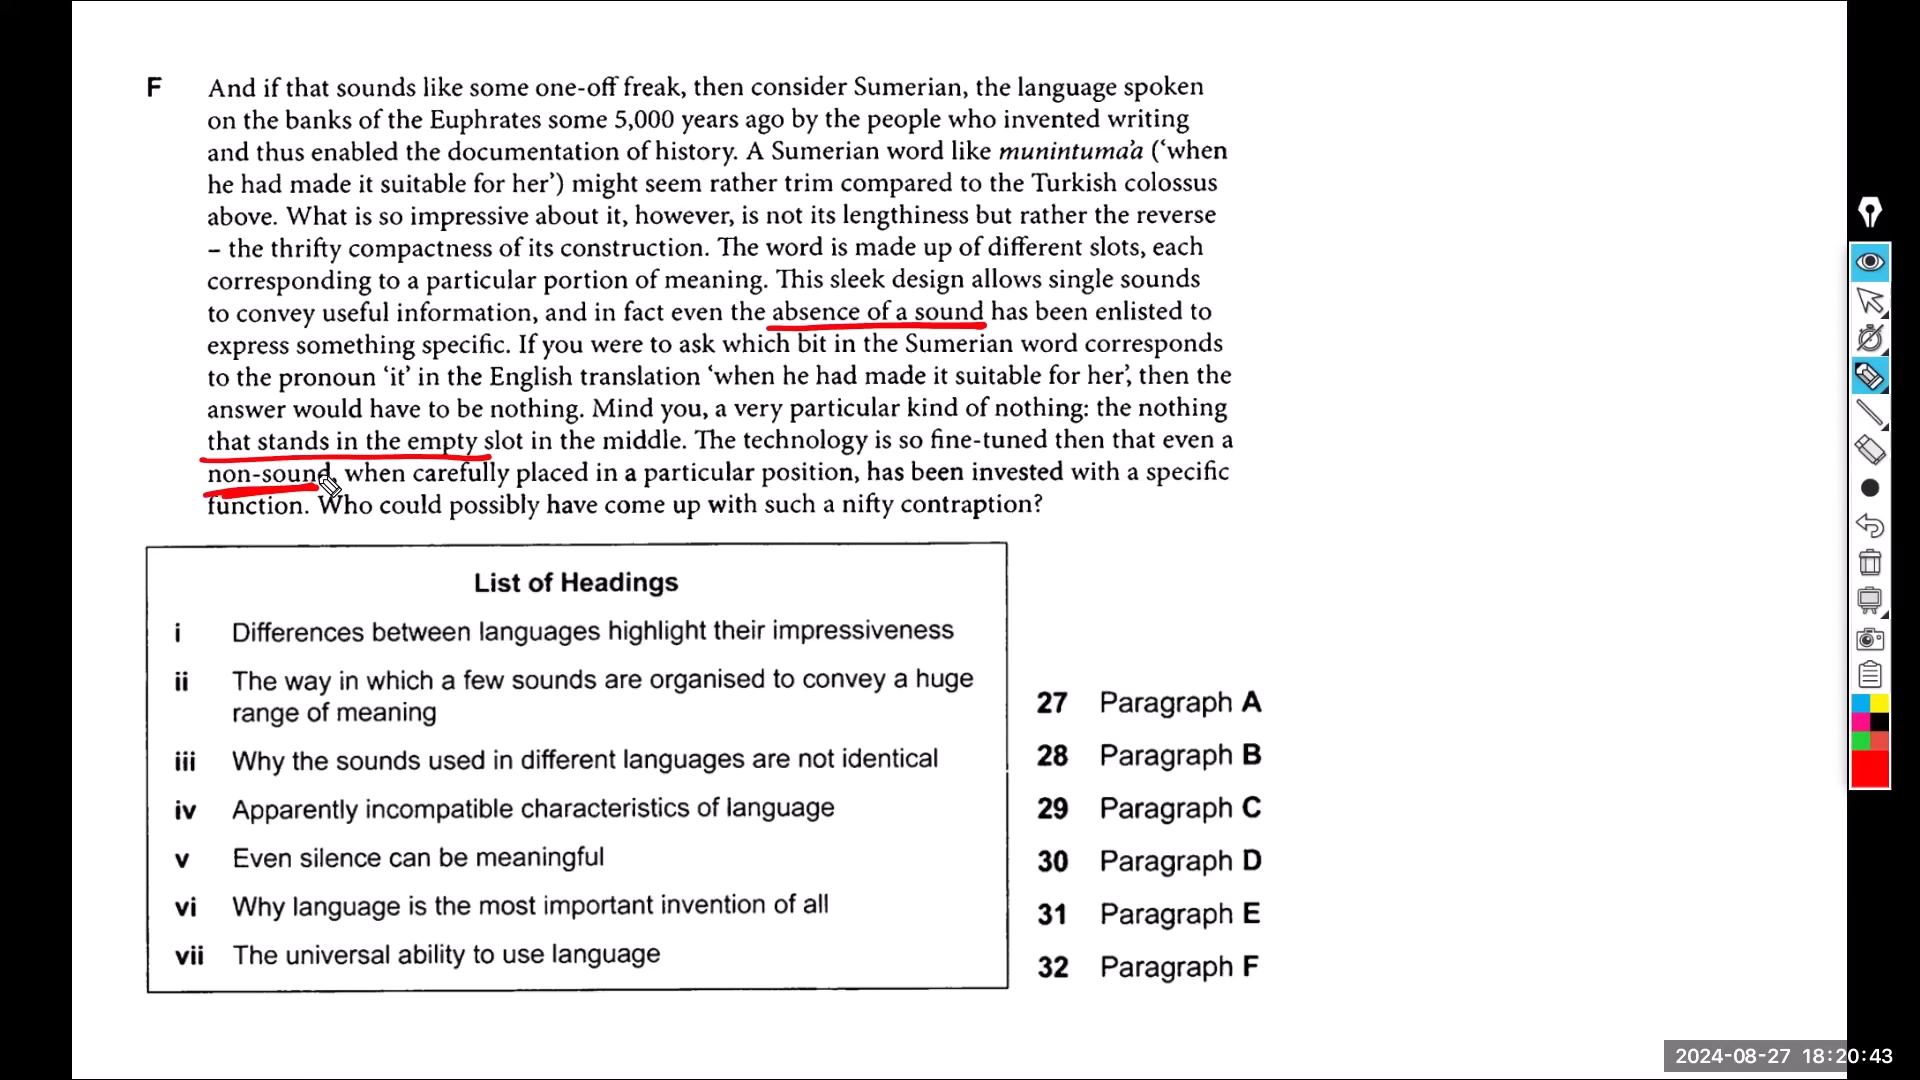 F And if that sounds like some one-off freak, then consider Sumerian, the language spoken
on the banks of the Euphrates some 5,000 years ago by the people who invented writing
and thus enabled the documentation of history. A Sumerian word like munintuma'a (‘when
he had made it suitable for her’) might seem rather trim compared to the Turkish colossus
above. What is so impressive about it, however, is not its lengthiness but rather the reverse
– the thrifty compactness of its construction. The word is made up of different slots, each
corresponding to a particular portion of meaning. This sleek design allows single sounds
to convey useful information, and in fact even the absence of a sound has been enlisted to
express something specific. If you were to ask which bit in the Sumerian word corresponds
to the pronoun ‘it’ in the English translation ‘when he had made it suitable for her’, then the
answer would have to be nothing. Mind you, a very particular kind of nothing: the nothing
that stands in the empty slot in the middle. The technology is so fine-tuned then that even a
non-sound, when carefully placed in a particular position, has been invested with a specific
function. Who could possibly have come up with such a nifty contraption?
List of Headings
i Differences between languages highlight their impressiveness
ii The way in which a few sounds are organised to convey a huge
range of meaning
iii Why the sounds used in different languages are not identical
iv Apparently incompatible characteristics of language
v Even silence can be meaningful
vi Why language is the most important invention of all
vii The universal ability to use language
27 Paragraph A
28 Paragraph B
29 Paragraph C
30 Paragraph D
31 Paragraph E
32 Paragraph F
2024-08-27 18:20:43